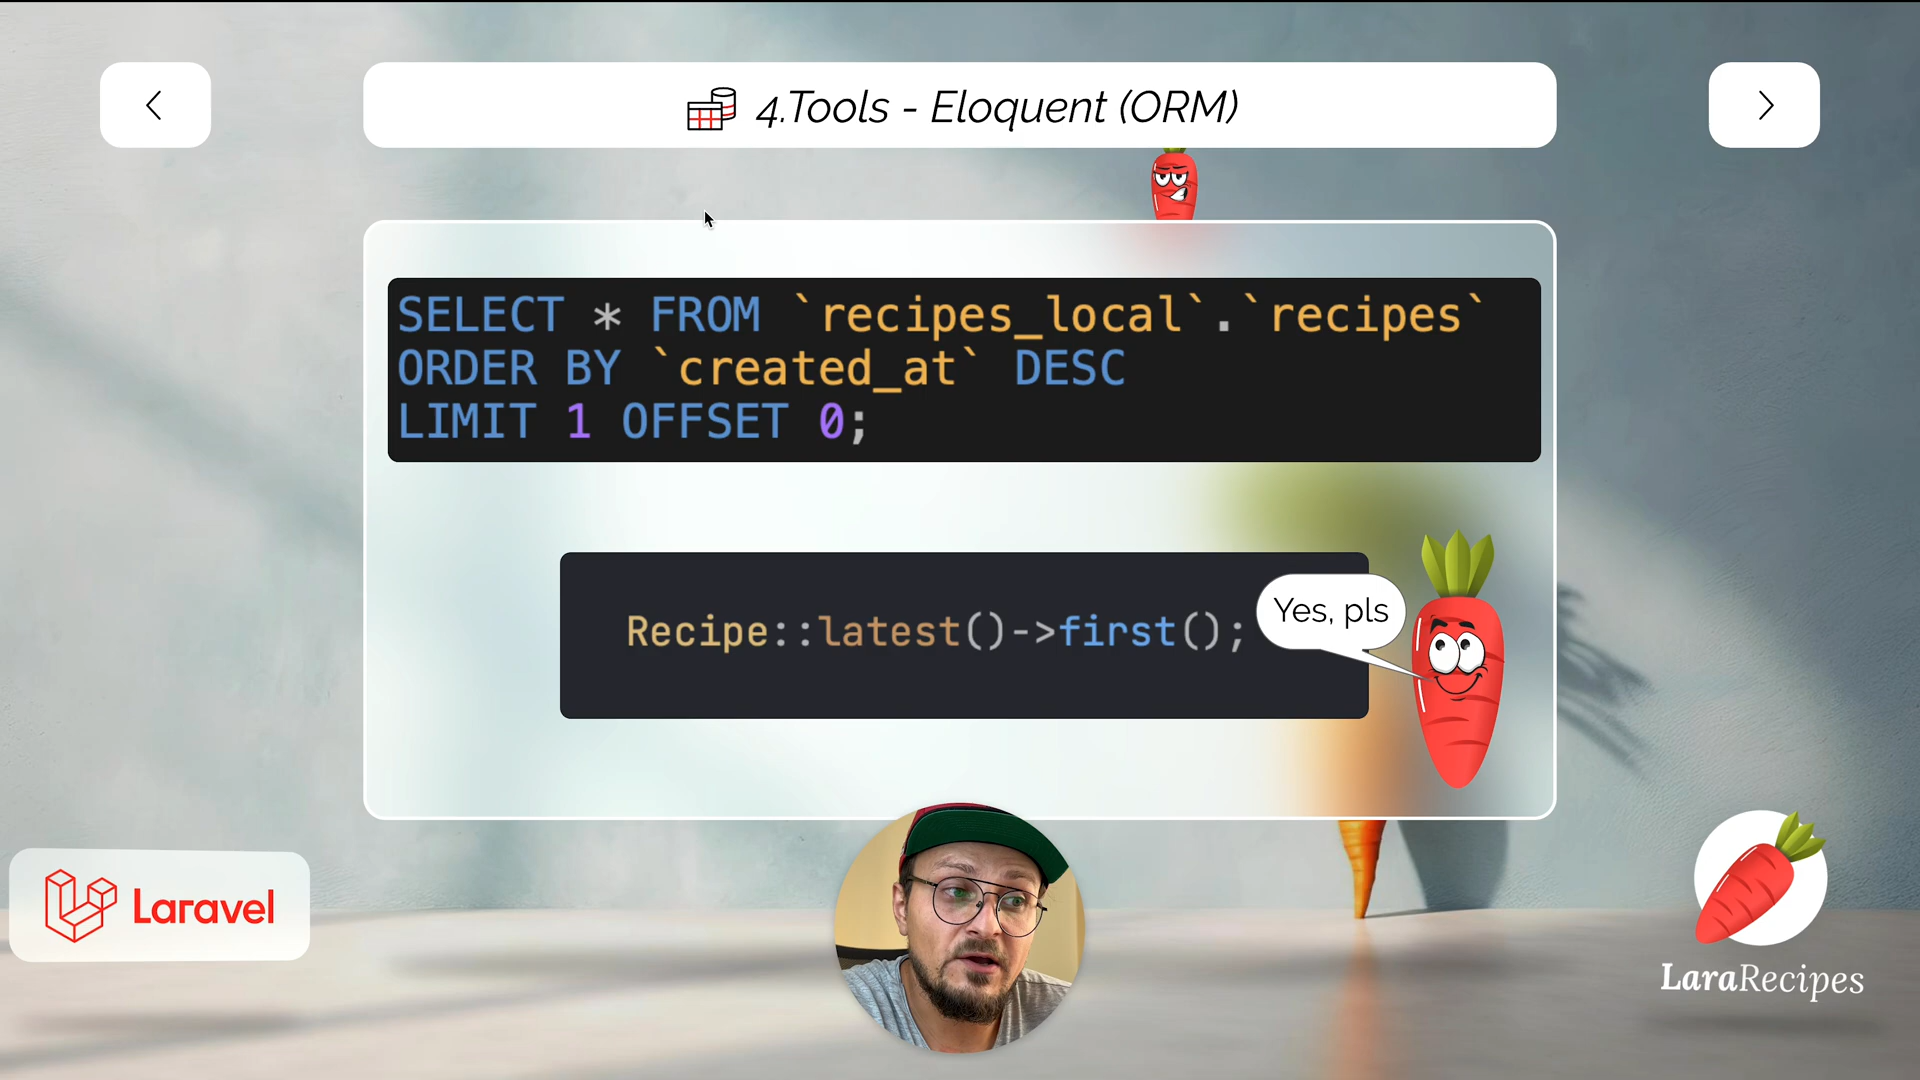 4.Tools - Eloquent (ORM)
SELECT * FROM `recipes_local`.`recipes`
ORDER BY `created_at` DESC
LIMIT 1 OFFSET 0;
Recipe::latest()->first();
Yes, pls
Laravel
LaraRecipes